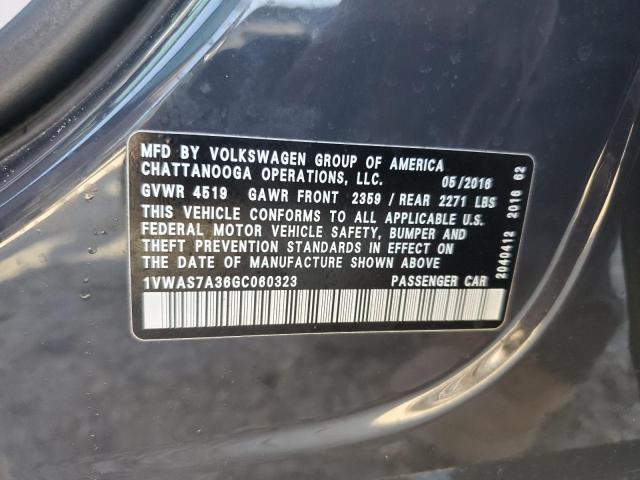 MFD BY VOLKSWAGEN GROUP OF AMERICA
CHATTANOOGA OPERATIONS, LLC. 05/2016
GVWR 4519 GAWR FRONT 2359 / REAR 2271 LBS
THIS VEHICLE CONFORMS TO ALL APPLICABLE U.S.
FEDERAL MOTOR VEHICLE SAFETY, BUMPER AND
THEFT PREVENTION STANDARDS IN EFFECT ON
THE DATE OF MANUFACTURE SHOWN ABOVE
1VWAS7A36GC060323 PASSENGER CAR
2040412 2016 62